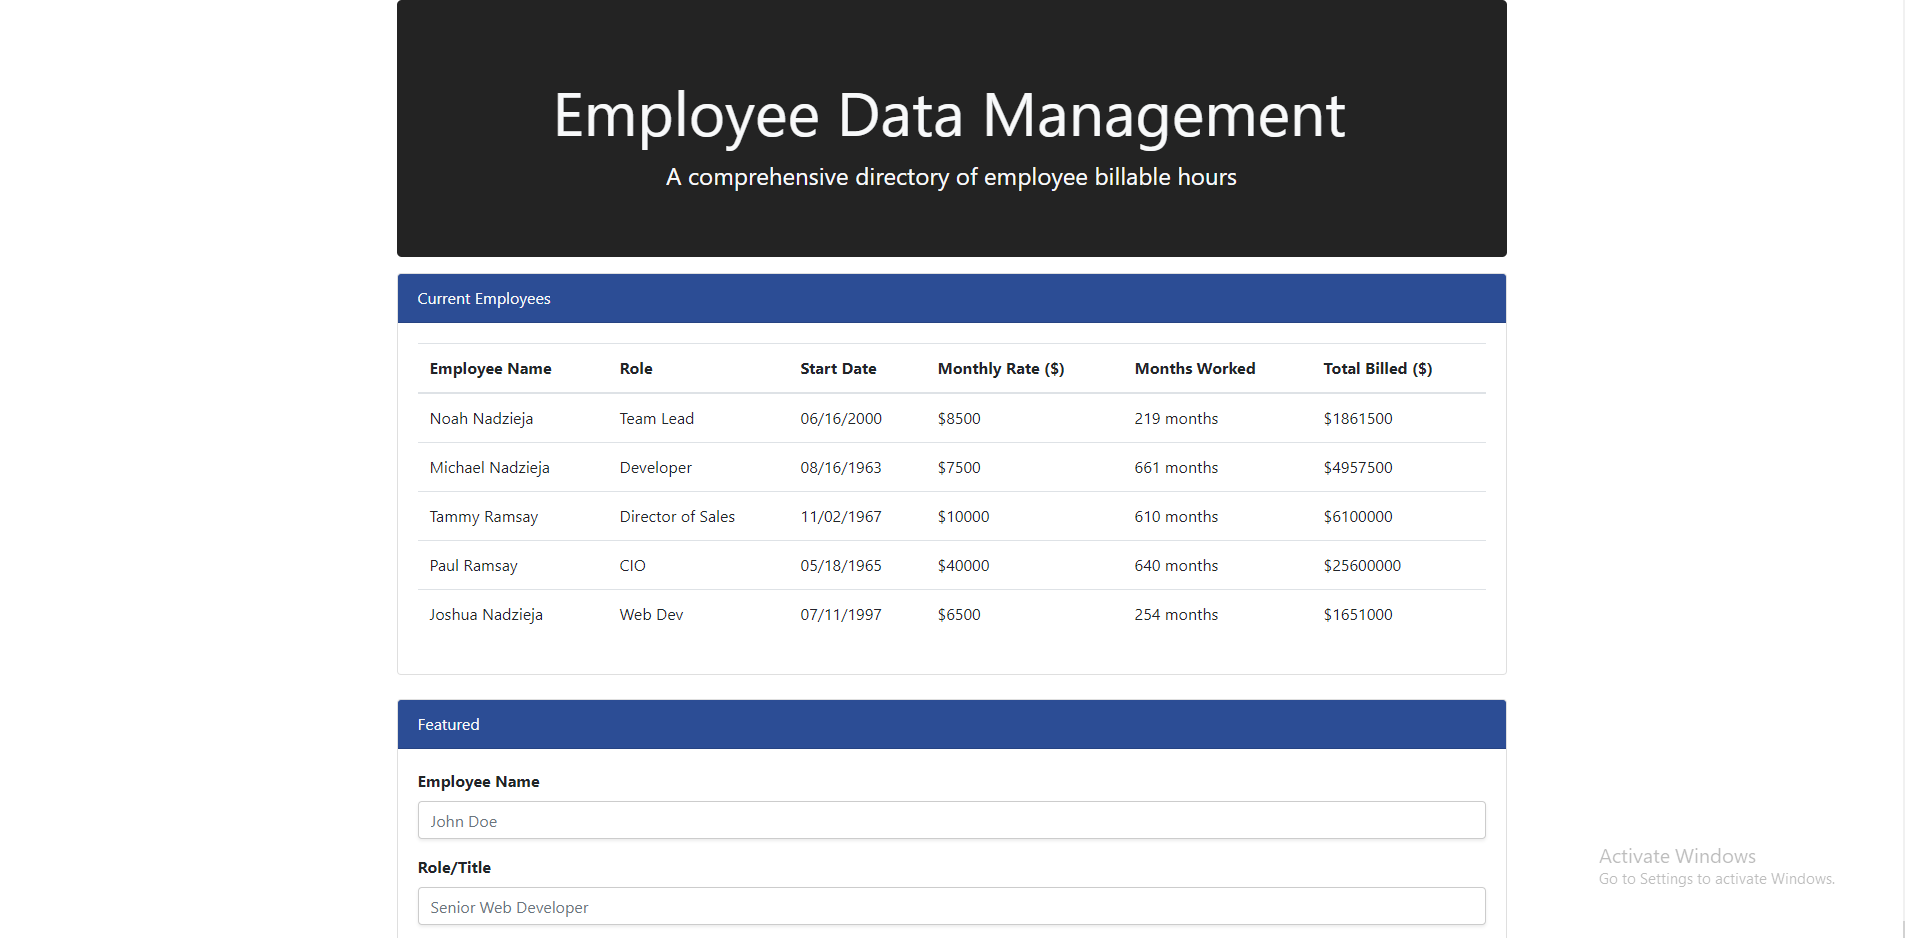 Employee Data Management
A comprehensive directory of employee billable hours
Current Employees
Employee Name Role Start Date Monthly Rate ($) Months Worked Total Billed ($)
Noah Nadzieja Team Lead 06/16/2000 $8500 219 months $1861500
Michael Nadzieja Developer 08/16/1963 $7500 661 months $4957500
Tammy Ramsay Director of Sales 11/02/1967 $10000 610 months $6100000
Paul Ramsay CIO 05/18/1965 $40000 640 months $25600000
Joshua Nadzieja Web Dev 07/11/1997 $6500 254 months $1651000
Featured
Employee Name
John Doe
Role/Title
Senior Web Developer
Activate Windows
Go to Settings to activate Windows.